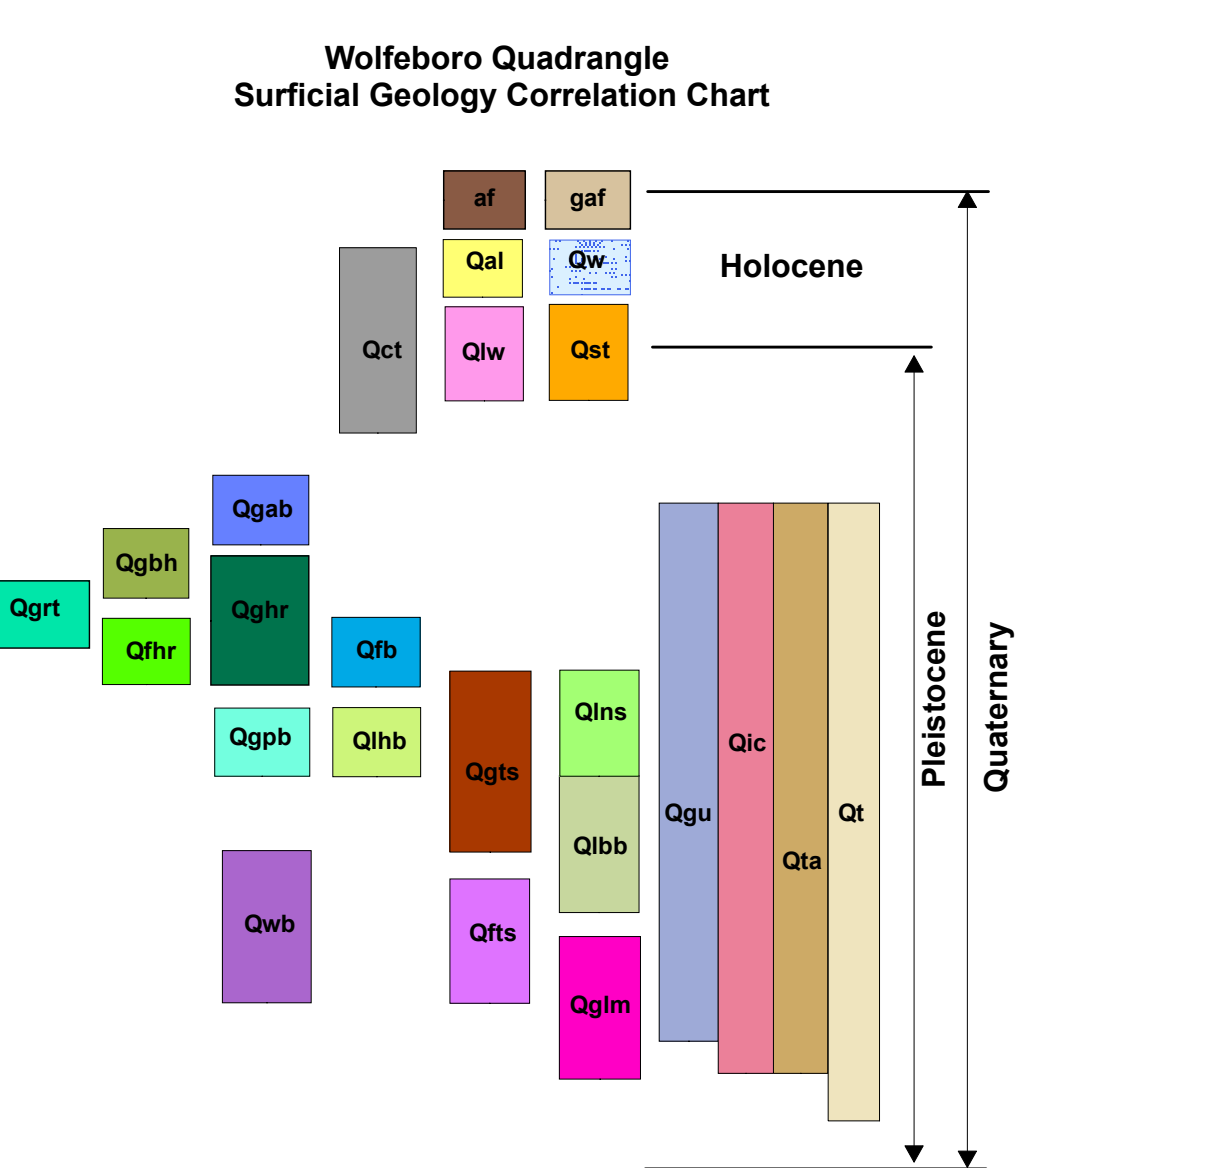 Wolfeboro Quadrangle
Surficial Geology Correlation Chart
af
gaf
Qal
Qw
Holocene
Qct
Qlw
Qst
Qgab
Qgbh
Qgrt
Qghr
Qfhr
Qfb
Qgpb
Qlhb
Qgts
Qlns
Qlbb
Qwb
Qfts
Qglm
Qgu
Qic
Qta
Qt
Pleistocene
Quaternary